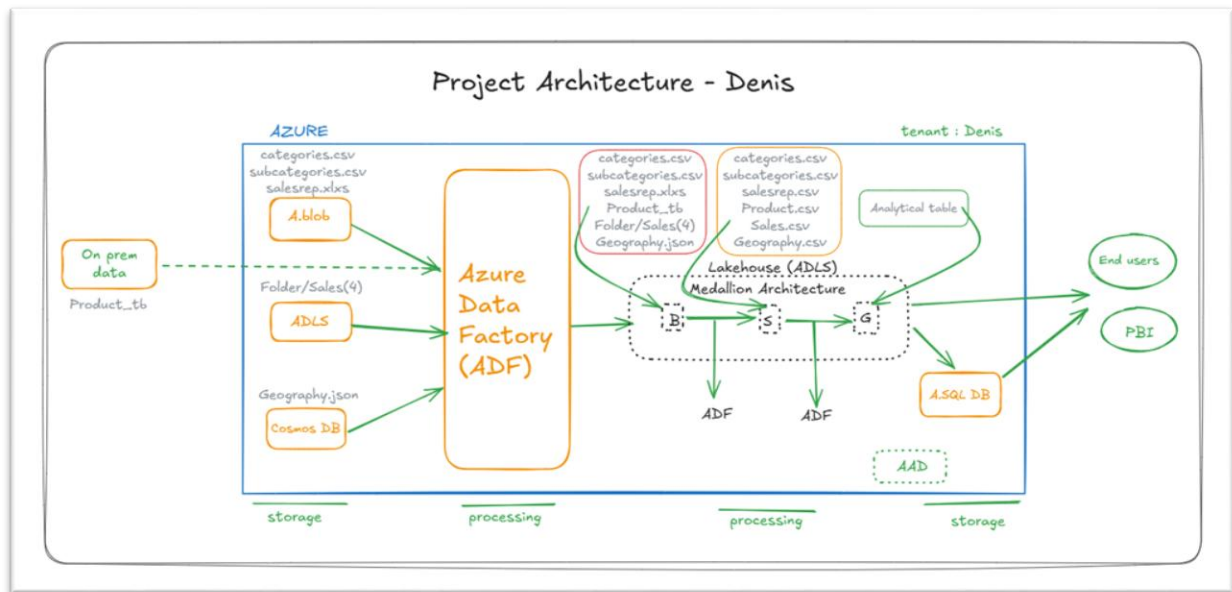 Project Architecture - Denis
AZURE
tenant : Denis
categories.csv
subcategories.csv
salesrep.xlxs
A.blob
On prem
data
Product_tb
Folder/Sales(4)
ADLS
Geography.json
Cosmos DB
Azure
Data
Factory
(ADF)
categories.csv
subcategories.csv
salesrep.xlxs
Product_tb
Folder/Sales(4)
Geography.json
categories.csv
subcategories.csv
salesrep.csv
Product.csv
Sales.csv
Geography.csv
Analytical table
Lakehouse (ADLS)
Medallion Architecture
B
S
G
ADF
ADF
End users
PBI
A.SQL DB
AAD
storage
processing
processing
storage